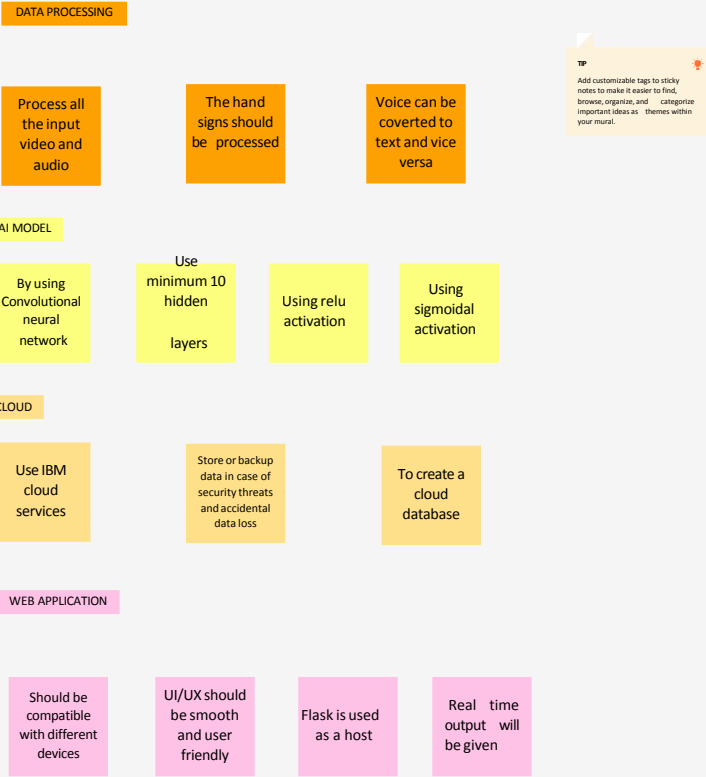 DATA PROCESSING
TIP
Add customizable tags to sticky
notes to make it easier to find,
browse, organize, and categorize
important ideas as themes within
your mural.
Process all
the input
video and
audio
The hand
signs should
be processed
Voice can be
coverted to
text and vice
versa
AI MODEL
By using
Convolutional
neural
network
Use
minimum 10
hidden
layers
Using relu
activation
Using
sigmoidal
activation
CLOUD
Use IBM
cloud
services
Store or backup
data in case of
security threats
and accidental
data loss
To create a
cloud
database
WEB APPLICATION
Should be
compatible
with different
devices
UI/UX should
be smooth
and user
friendly
Flask is used
as a host
Real time
output will
be given